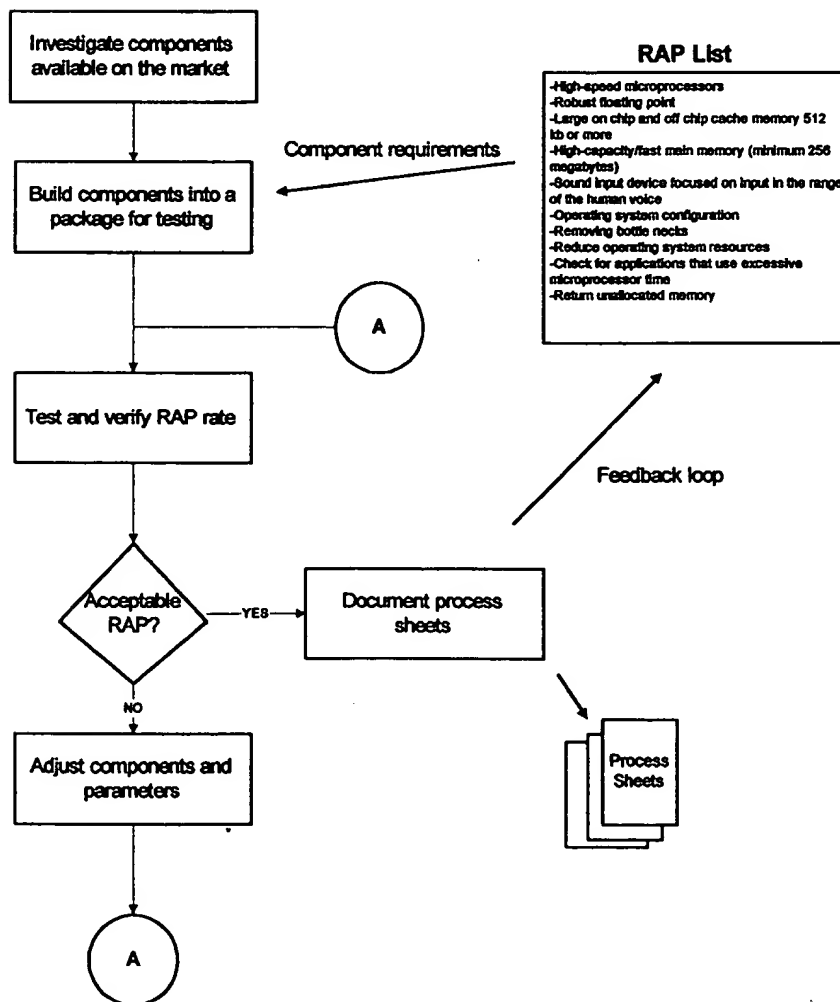 Investigate components
available on the market
RAP List
-High-speed microprocessors
-Robust floating point
-Large on chip and off chip cache memory 512
kb or more
-High-capacity/fast main memory (minimum 256
megabytes)
-Sound input device focused on input in the range
of the human voice
-Operating system configuration
-Removing bottle necks
-Reduce operating system resources
-Check for applications that use excessive
microprocessor time
-Return unallocated memory
Component requirements
Build components into a
package for testing
A
Test and verify RAP rate
Feedback loop
Acceptable
RAP?
YES
Document process
sheets
NO
Adjust components and
parameters
Process
Sheets
A